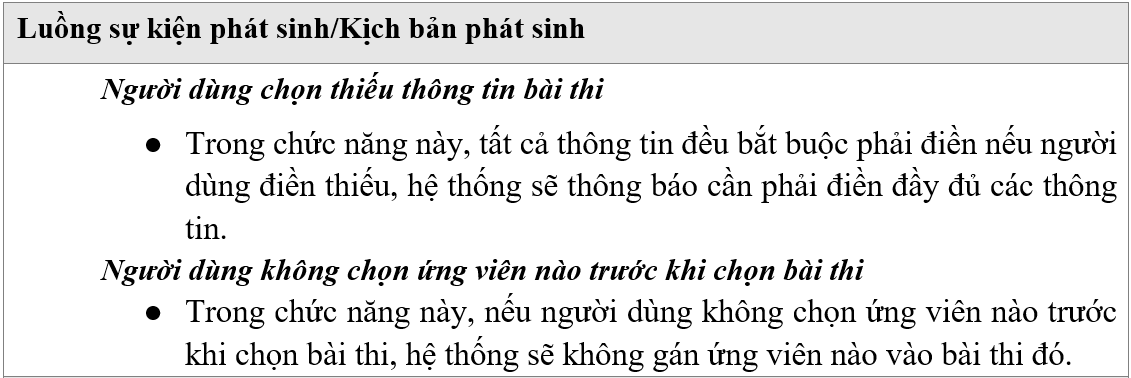 Luồng sự kiện phát sinh/Kịch bản phát sinh
Người dùng chọn thiếu thông tin bài thi
● Trong chức năng này, tất cả thông tin đều bắt buộc phải điền nếu người
dùng điền thiếu, hệ thống sẽ thông báo cần phải điền đầy đủ các thông
tin.
Người dùng không chọn ứng viên nào trước khi chọn bài thi
● Trong chức năng này, nếu người dùng không chọn ứng viên nào trước
khi chọn bài thi, hệ thống sẽ không gán ứng viên nào vào bài thi đó.